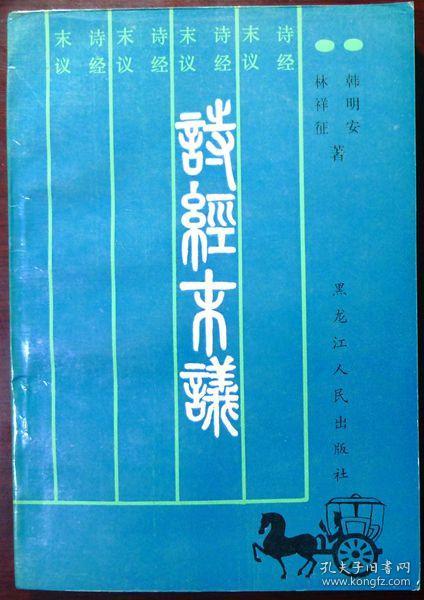 韩明安
林祥征
著
诗经末议
诗经末议
诗经末议
诗经末议
詩經末議
黑龙江人民出版社
孔夫子旧书网
www.kongfz.com